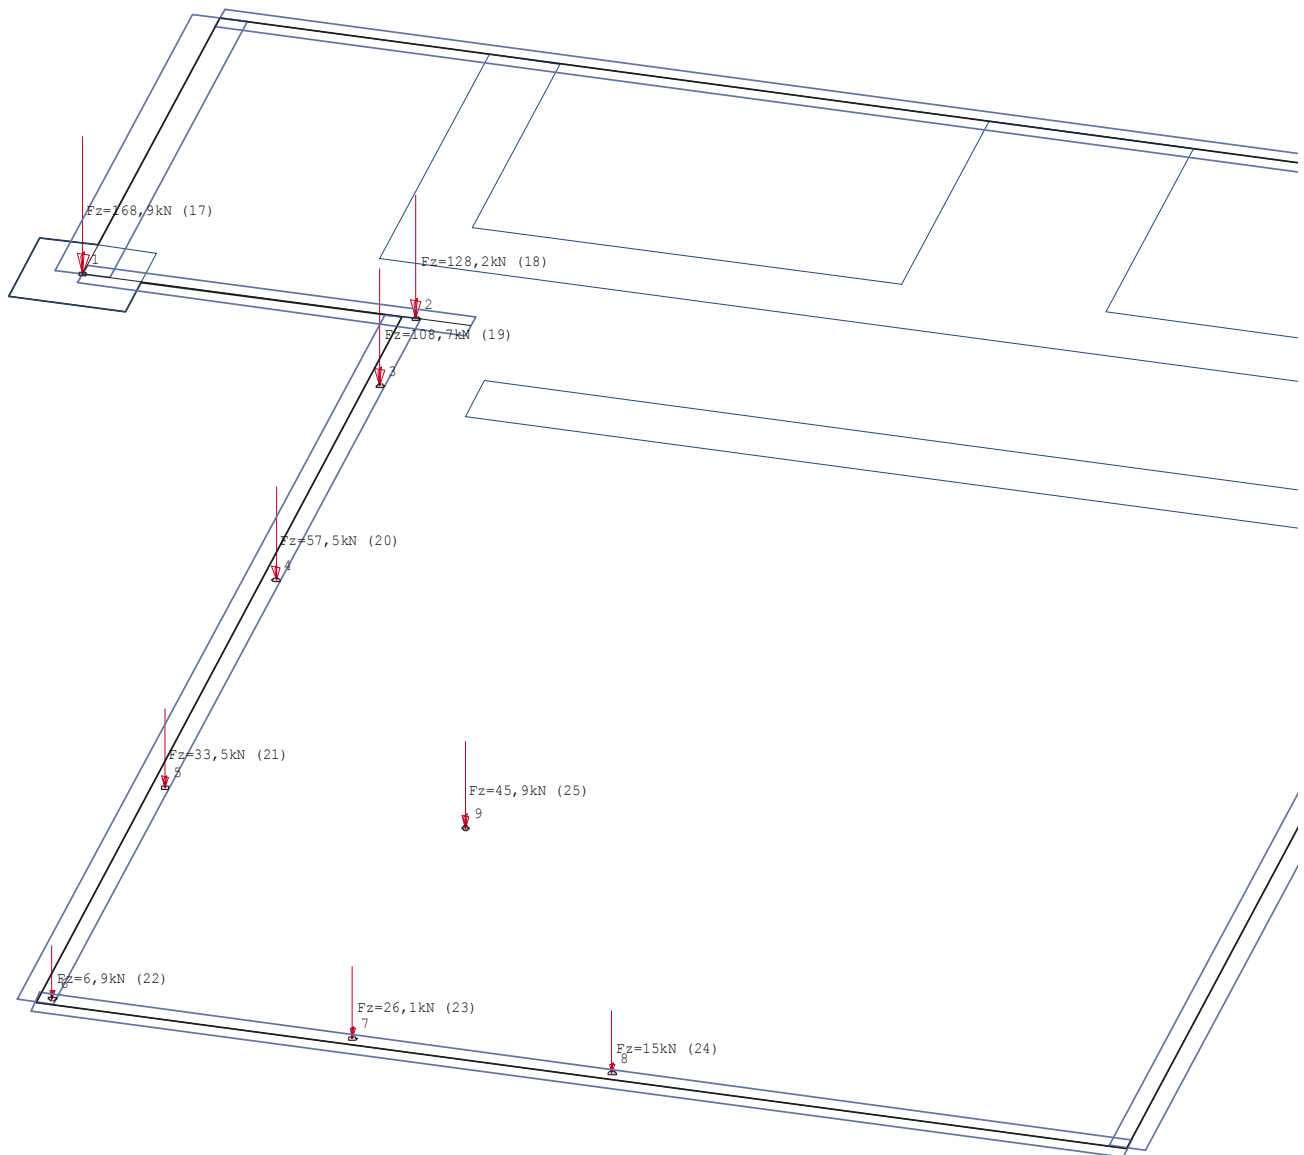 Fz=168,9kN (17)
1
Fz=128,2kN (18)
2
Fz=108,7kN (19)
3
Fz=57,5kN (20)
4
Fz=33,5kN (21)
5
Fz=45,9kN (25)
9
Fz=6,9kN (22)
6
Fz=26,1kN (23)
7
Fz=15kN (24)
8